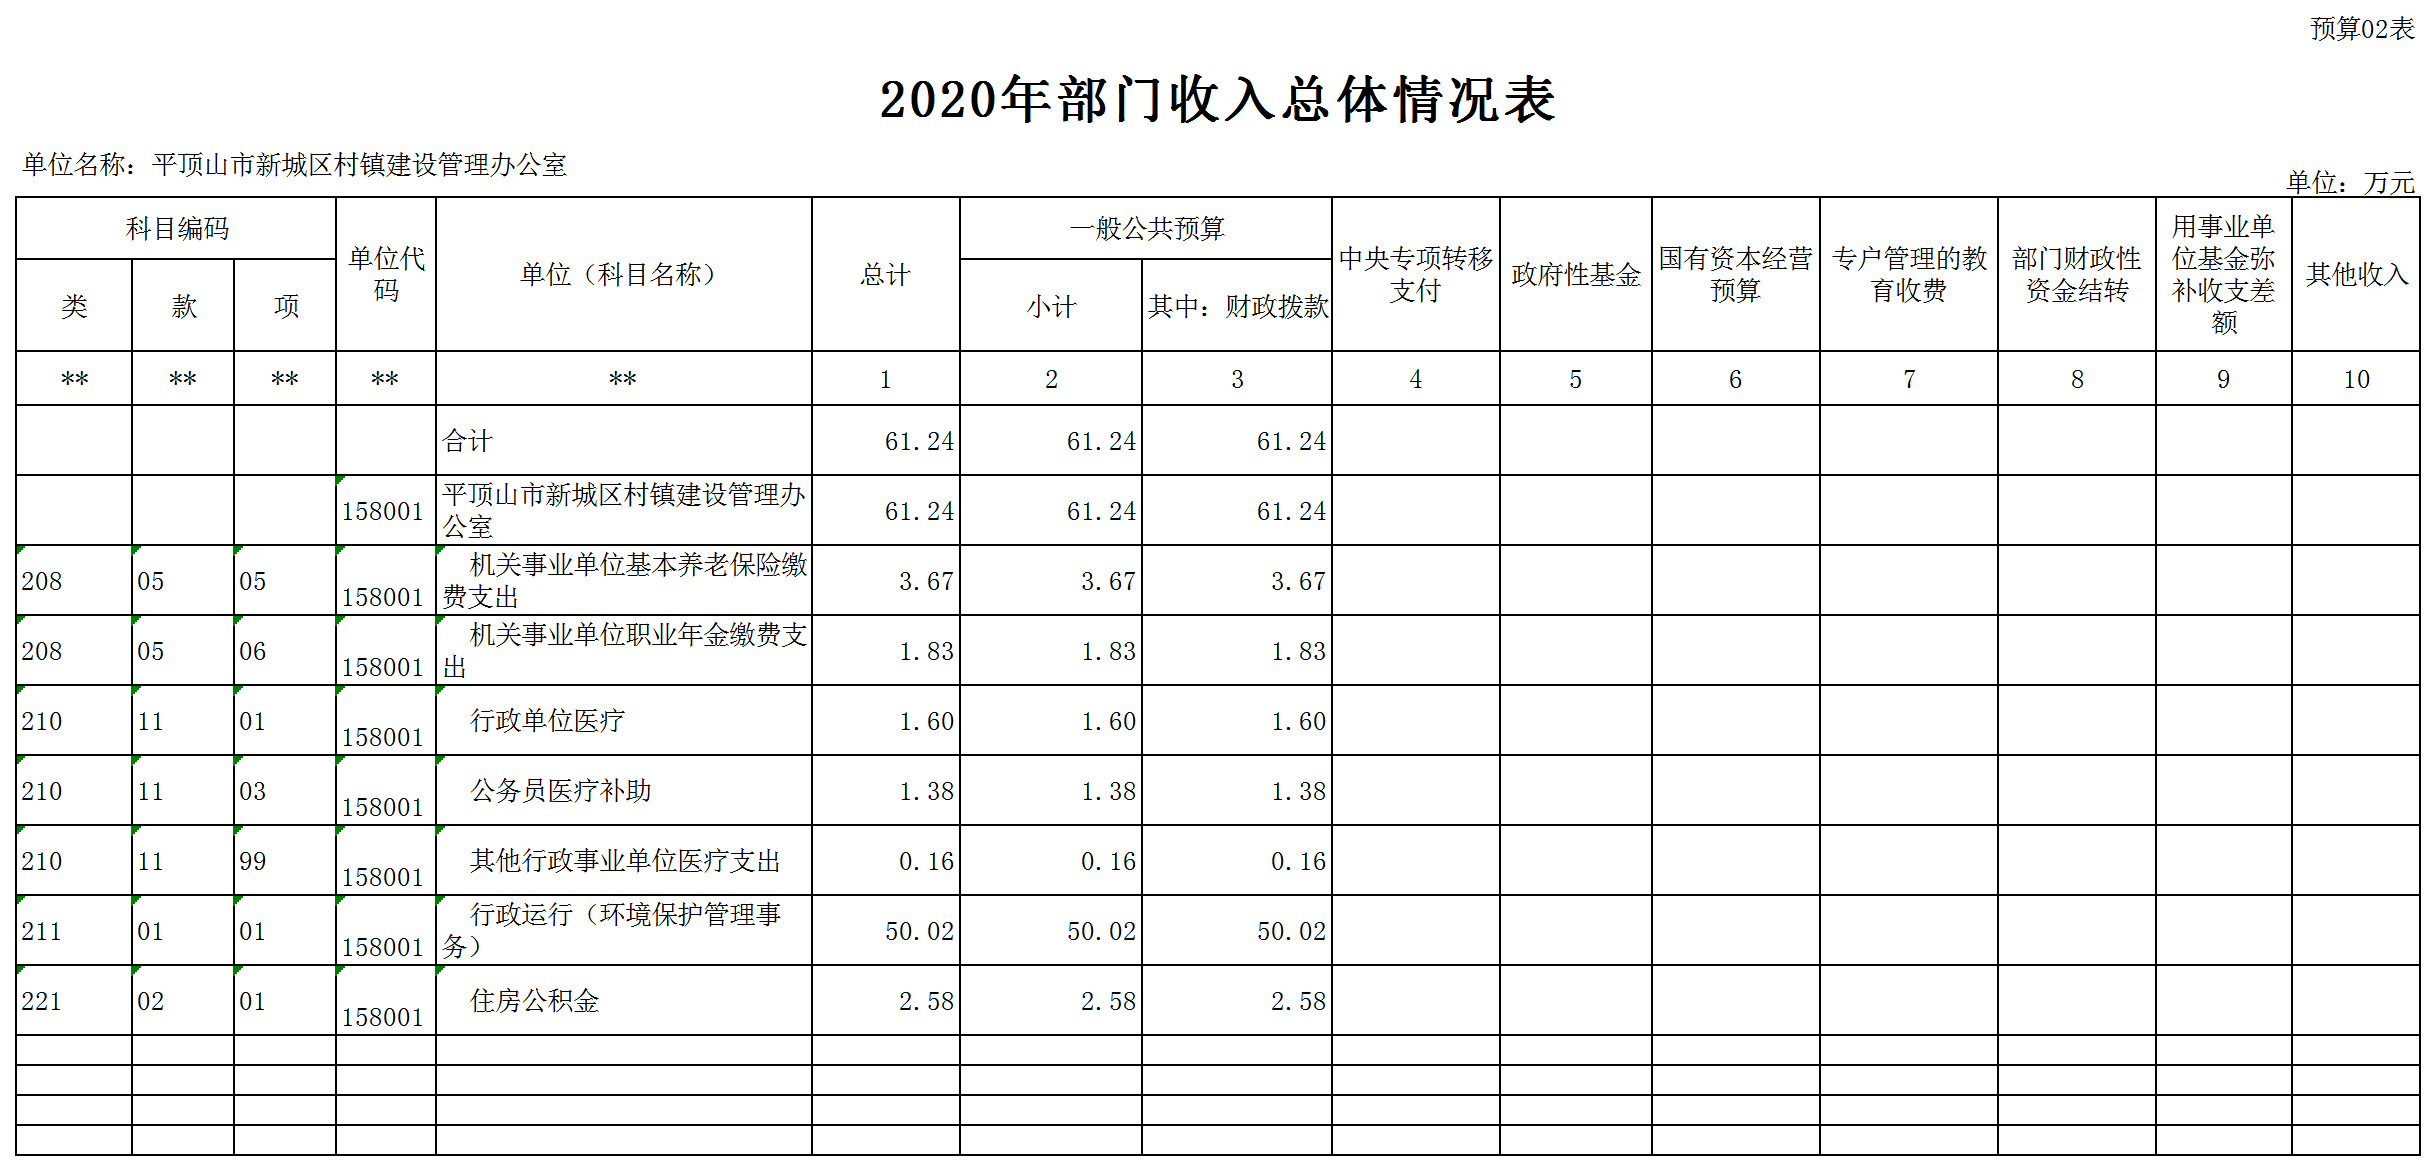 预算02表
2020年部门收入总体情况表
单位名称：平顶山市新城区村镇建设管理办公室
单位：万元
科目编码 单位代码 单位（科目名称） 总计 一般公共预算 中央专项转移支付 政府性基金 国有资本经营预算 专户管理的教育收费 部门财政性资金结转 用事业单位基金弥补收支差额 其他收入
类 款 项 小计 其中：财政拨款
** ** ** ** ** 1 2 3 4 5 6 7 8 9 10
合计 61.24 61.24 61.24
158001 平顶山市新城区村镇建设管理办公室 61.24 61.24 61.24
208 05 05 158001 机关事业单位基本养老保险缴费支出 3.67 3.67 3.67
208 05 06 158001 机关事业单位职业年金缴费支出 1.83 1.83 1.83
210 11 01 158001 行政单位医疗 1.60 1.60 1.60
210 11 03 158001 公务员医疗补助 1.38 1.38 1.38
210 11 99 158001 其他行政事业单位医疗支出 0.16 0.16 0.16
211 01 01 158001 行政运行（环境保护管理事务） 50.02 50.02 50.02
221 02 01 158001 住房公积金 2.58 2.58 2.58